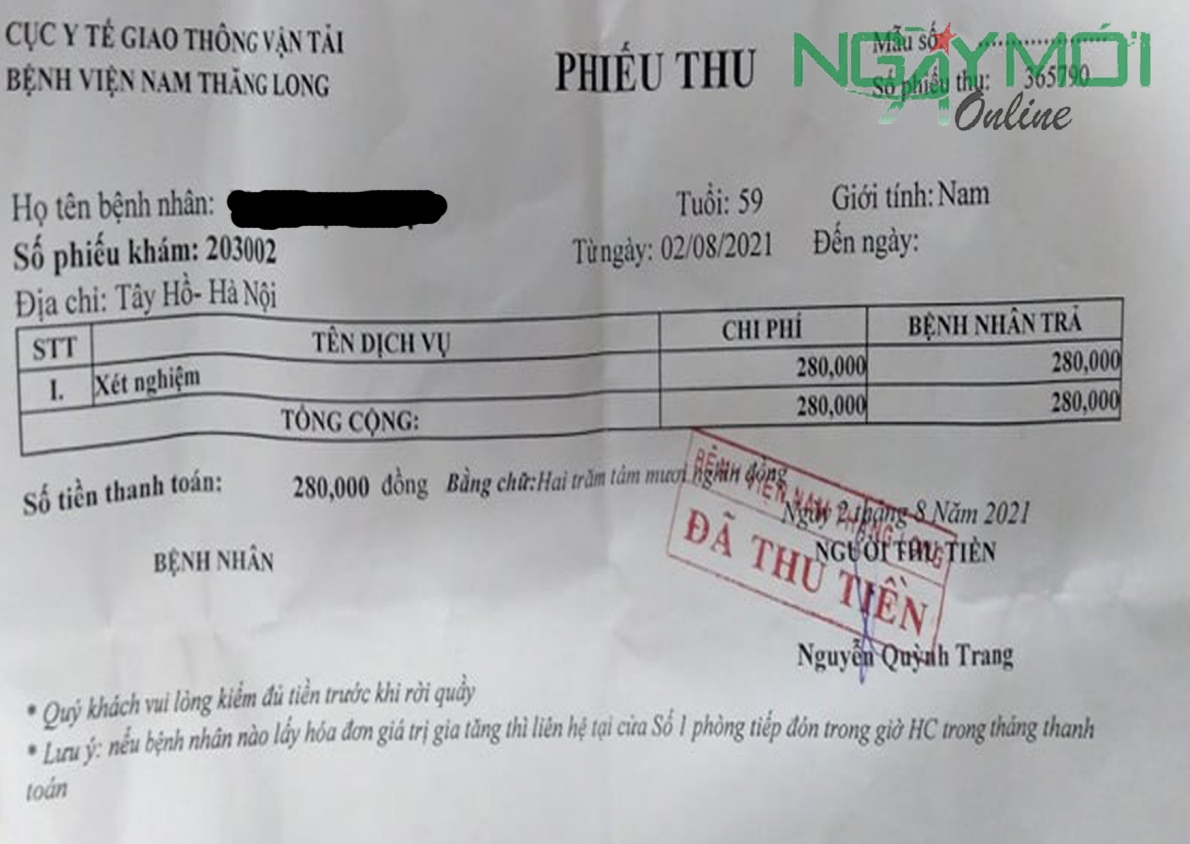 CỤC Y TẾ GIAO THÔNG VẬN TẢI
BỆNH VIỆN NAM THĂNG LONG
PHIẾU THU
Mẫu số: ....................
Số phiếu thu: 365790
NGÀY MỚI
Online
Họ tên bệnh nhân:
Tuổi: 59 Giới tính: Nam
Số phiếu khám: 203002
Từ ngày: 02/08/2021 Đến ngày:
Địa chỉ: Tây Hồ- Hà Nội
STT TÊN DỊCH VỤ CHI PHÍ BỆNH NHÂN TRẢ
I. Xét nghiệm 280,000 280,000
TỔNG CỘNG: 280,000 280,000
Số tiền thanh toán: 280,000 đồng Bằng chữ:Hai trăm tám mươi nghìn đồng
Ngày 2 tháng 8 Năm 2021
BỆNH NHÂN NGƯỜI THU TIỀN
BỆNH VIỆN NAM THĂNG LONG
ĐÃ THU TIỀN
Nguyễn Quỳnh Trang
* Quý khách vui lòng kiểm đủ tiền trước khi rời quầy
* Lưu ý: nếu bệnh nhân nào lấy hóa đơn giá trị gia tăng thì liên hệ tại cửa Số 1 phòng tiếp đón trong giờ HC trong tháng thanh
toán